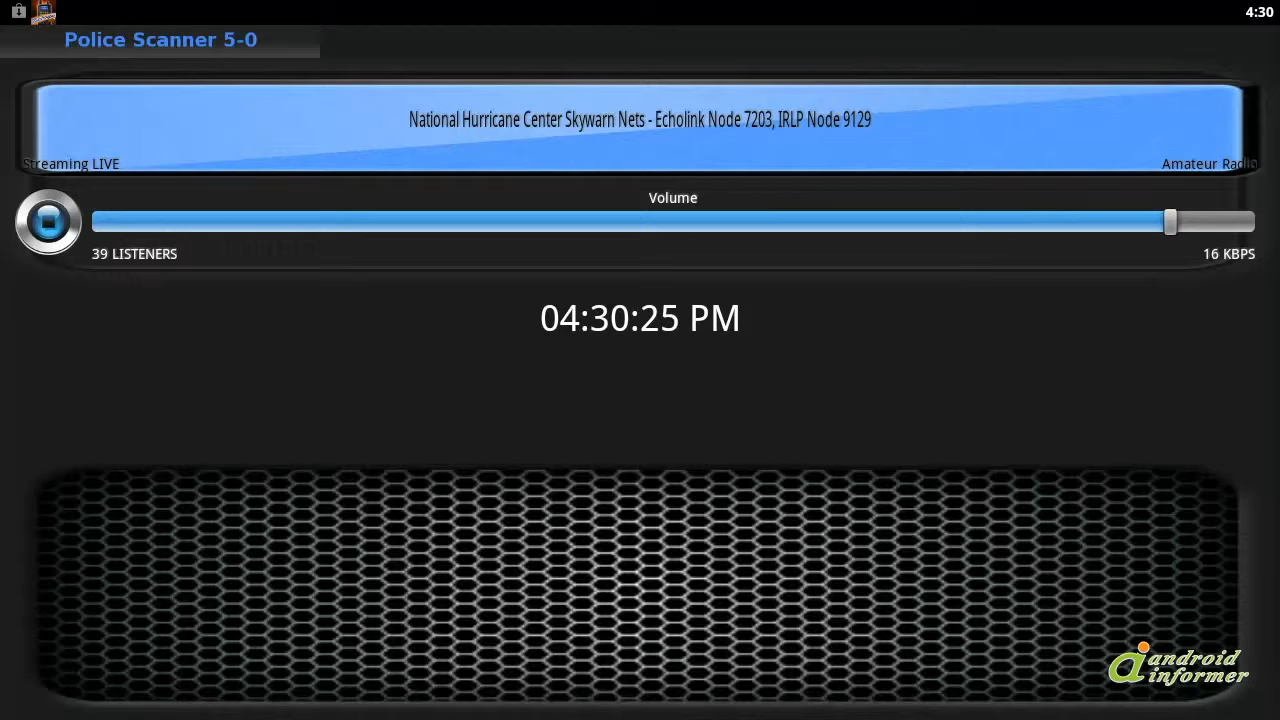 4:30
Police Scanner 5-0
National Hurricane Center Skywarn Nets - Echolink Node 7203, IRLP Node 9129
Streaming LIVE
Amateur Radio
Volume
39 LISTENERS
16 KBPS
04:30:25 PM
android
informer